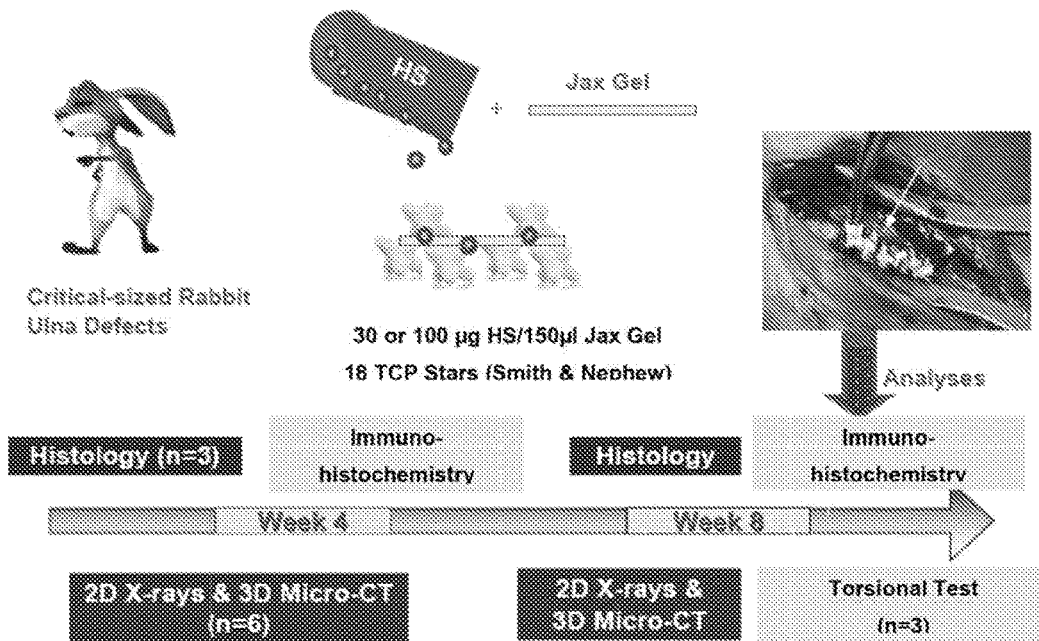 HS
+
Jax Gel
Critical-sized Rabbit
Ulna Defects
30 or 100 µg HS/150µl Jax Gel
18 TCP Stars (Smith & Nephew)
Analyses
Histology (n=3)
Immuno-
histochemistry
Histology
Immuno-
histochemistry
Week 4
Week 8
2D X-rays & 3D Micro-CT
(n=6)
2D X-rays &
3D Micro-CT
Torsional Test
(n=3)